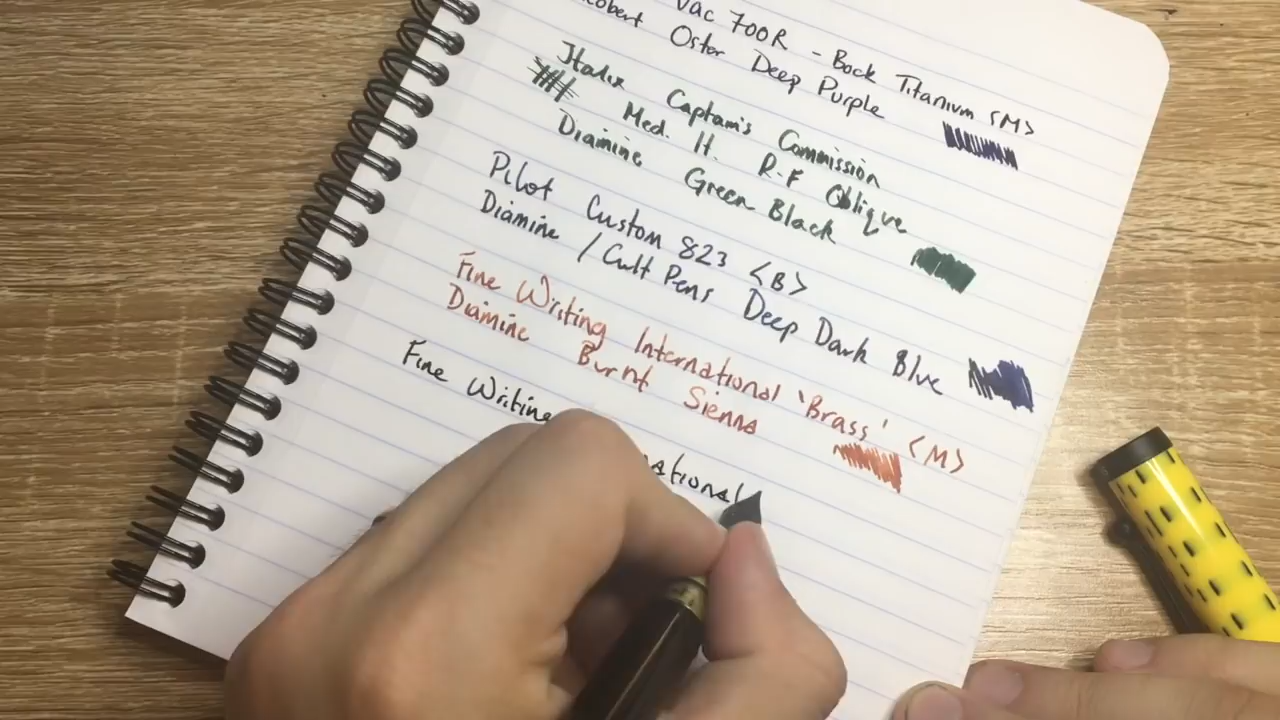 Vac 700R - Bock Titanium <M>
Robert Oster Deep Purple
Italix Captain's Commission
Med. It. R-F Oblique
Diamine Green Black
Pilot Custom 823 <B>
Diamine / Cult Pens Deep Dark Blue
Fine Writing International 'Brass' <M>
Diamine Burnt Sienna
Fine Writing national